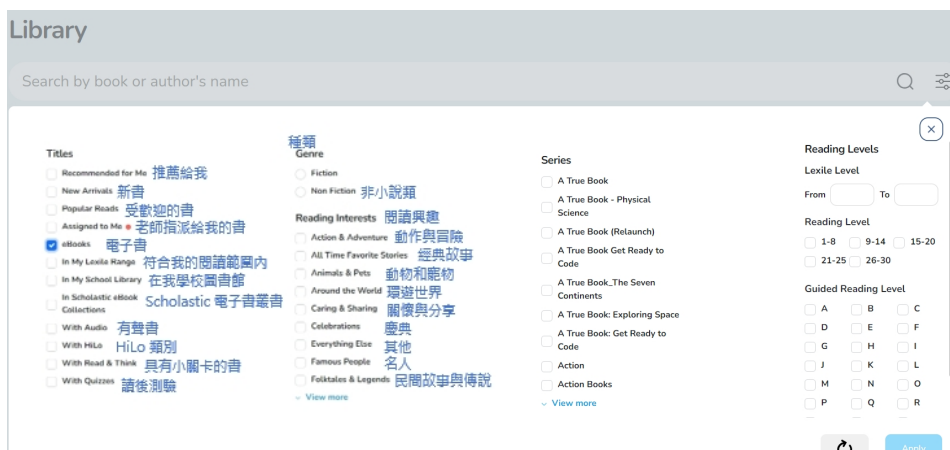 Library
Search by book or author's name
Titles
Recommended for Me 推薦給我
New Arrivals 新書
Popular Reads 受歡迎的書
Assigned to Me 老師指派給我的書
eBooks 電子書
In My Lexile Range 符合我的閱讀範圍內
In My School Library 在我學校圖書館
In Scholastic eBook
Collections
Scholastic 電子書叢書
With Audio 有聲書
With HiLo HiLo 類別
With Read & Think 具有小關卡的書
With Quizzes 讀後測驗
種類
Genre
Fiction
Non Fiction 非小說類
Reading Interests 閱讀興趣
Action & Adventure 動作與冒險
All Time Favorite Stories 經典故事
Animals & Pets 動物和寵物
Around the World 環遊世界
Caring & Sharing 關懷與分享
Celebrations 慶典
Everything Else 其他
Famous People 名人
Folktales & Legends 民間故事與傳說
View more
Series
A True Book
A True Book - Physical
Science
A True Book (Relaunch)
A True Book Get Ready to
Code
A True Book_The Seven
Continents
A True Book: Exploring Space
A True Book: Get Ready to
Code
Action
Action Books
View more
Reading Levels
Lexile Level
From To
Reading Level
1-8 9-14 15-20
21-25 26-30
Guided Reading Level
A B C
D E F
G H I
J K L
M N O
P Q R
Apply